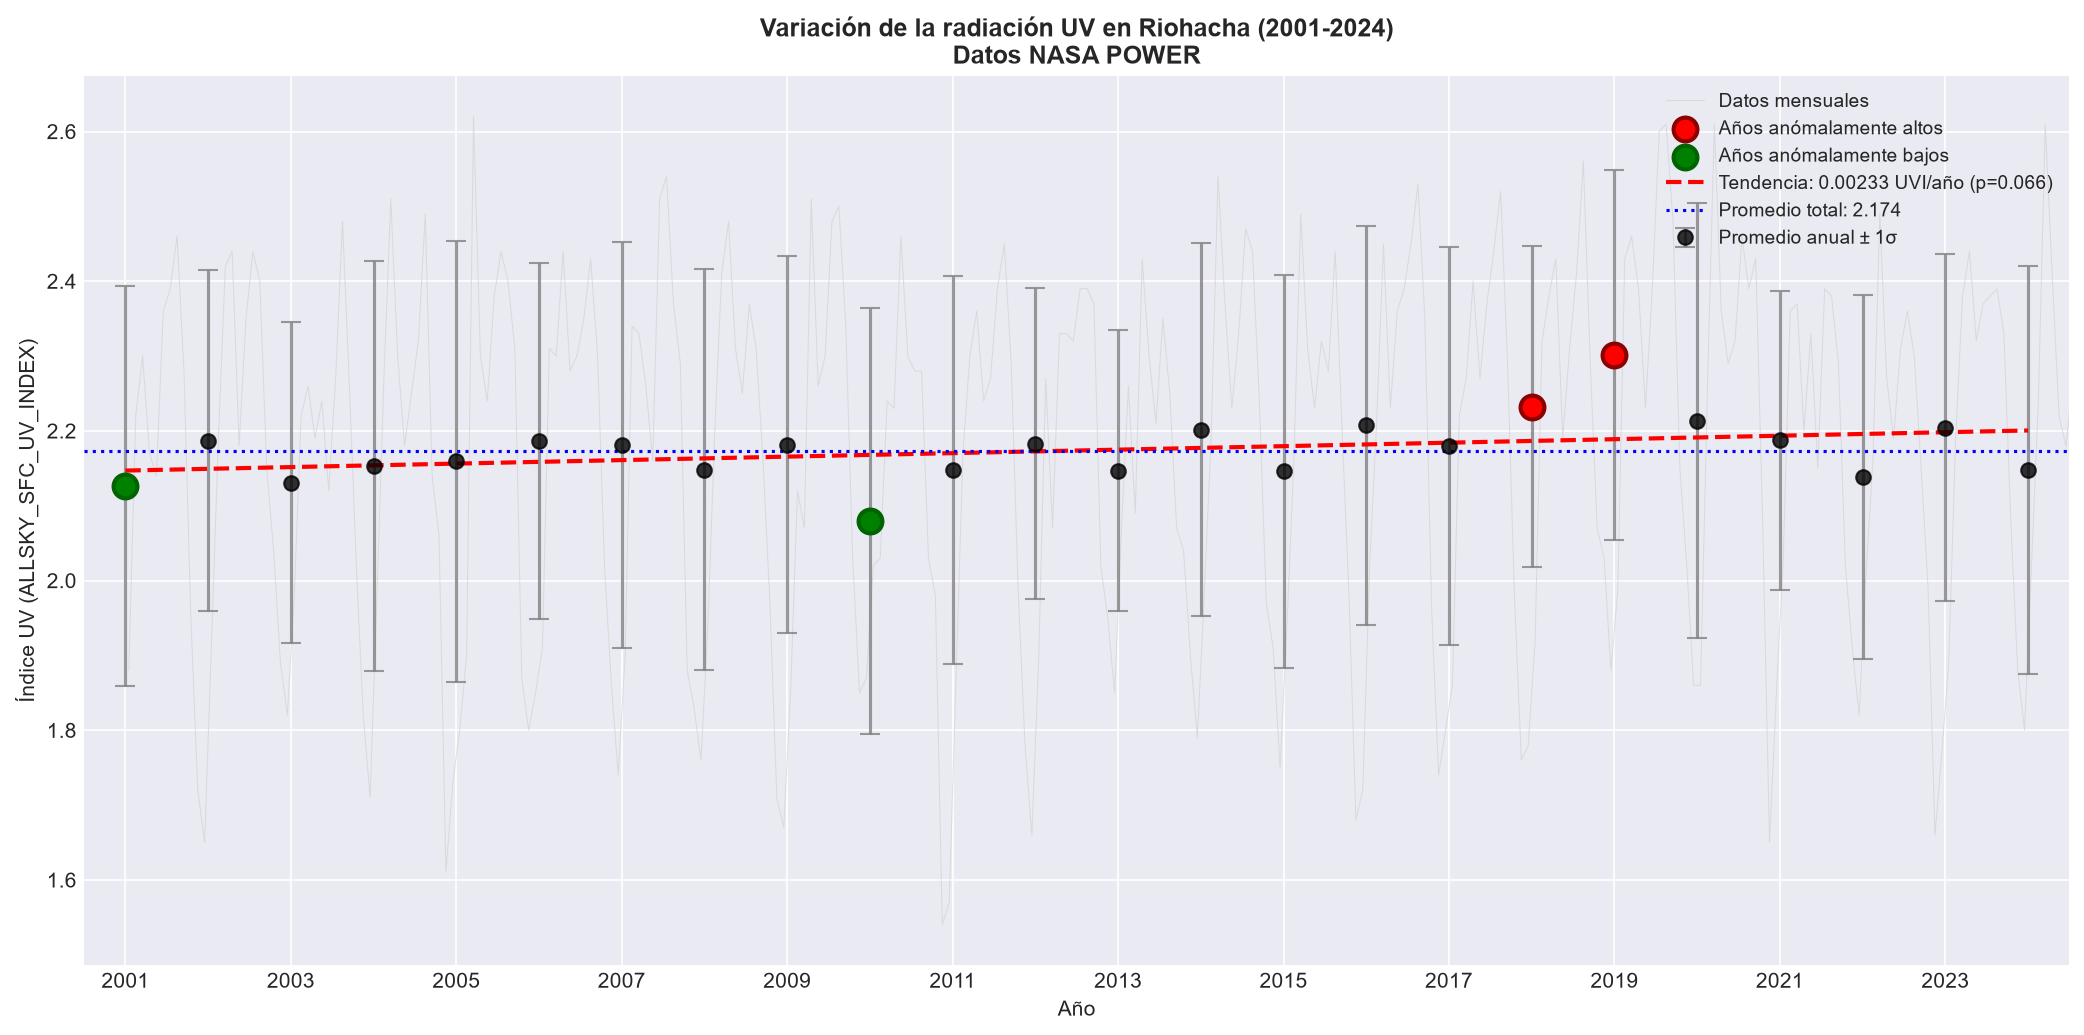 Variación de la radiación UV en Riohacha (2001-2024)
Datos NASA POWER
Datos mensuales
Años anómalamente altos
Años anómalamente bajos
Tendencia: 0.00233 UVI/año (p=0.066)
Promedio total: 2.174
Promedio anual ± 1σ
Índice UV (ALLSKY_SFC_UV_INDEX)
2.6
2.4
2.2
2.0
1.8
1.6
2001 2003 2005 2007 2009 2011 2013 2015 2017 2019 2021 2023
Año